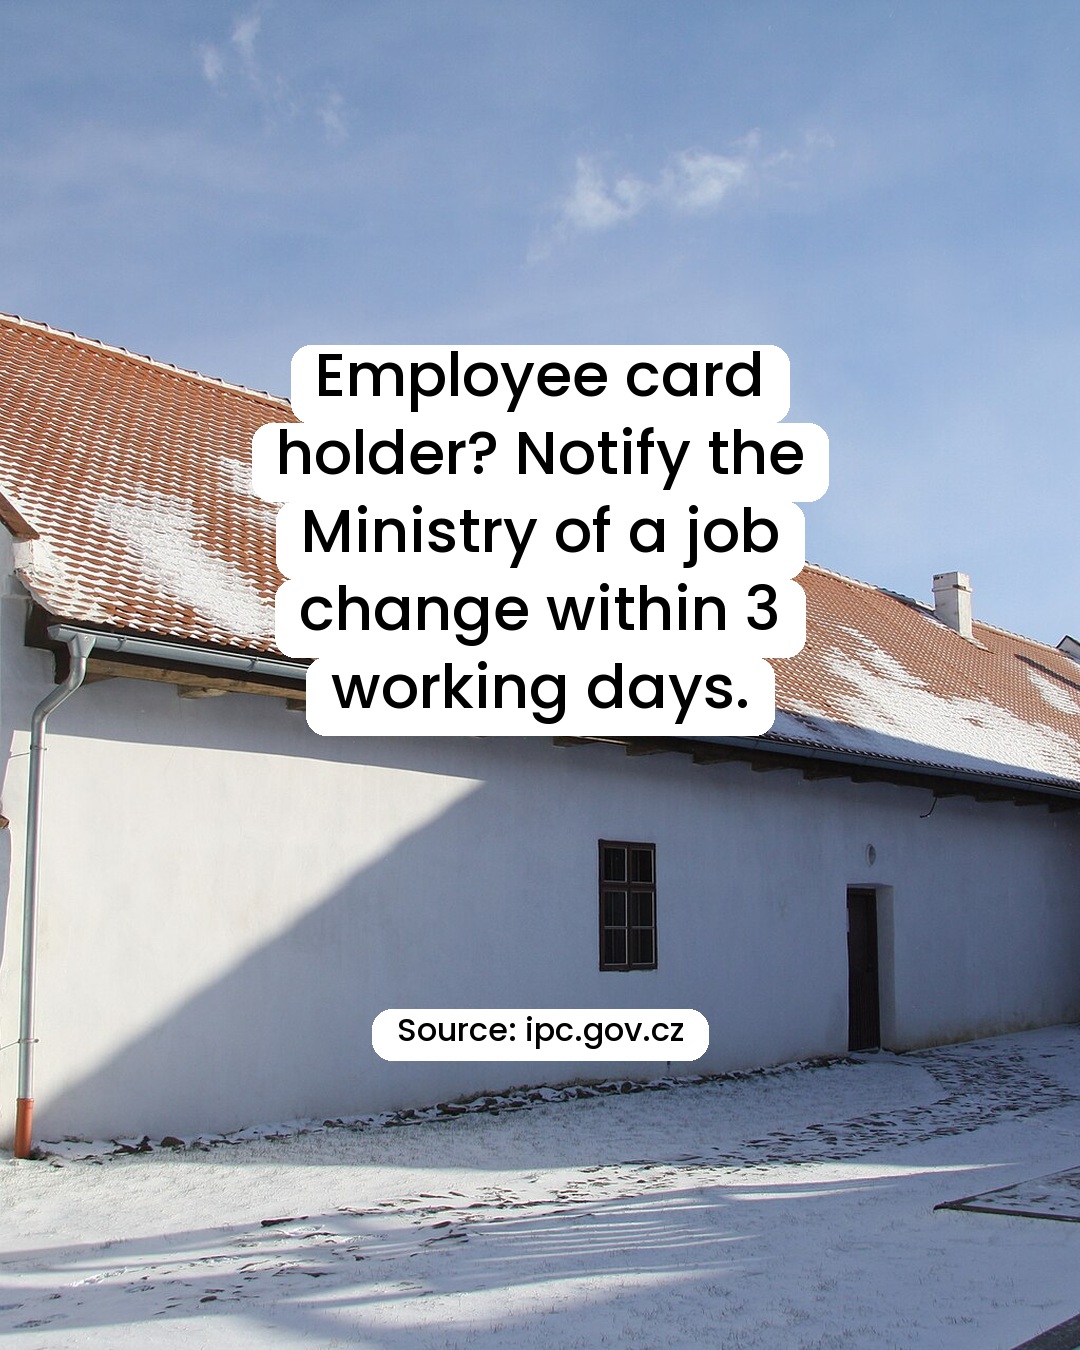 Employee card
holder? Notify the
Ministry of a job
change within 3
working days.
Source: ipc.gov.cz